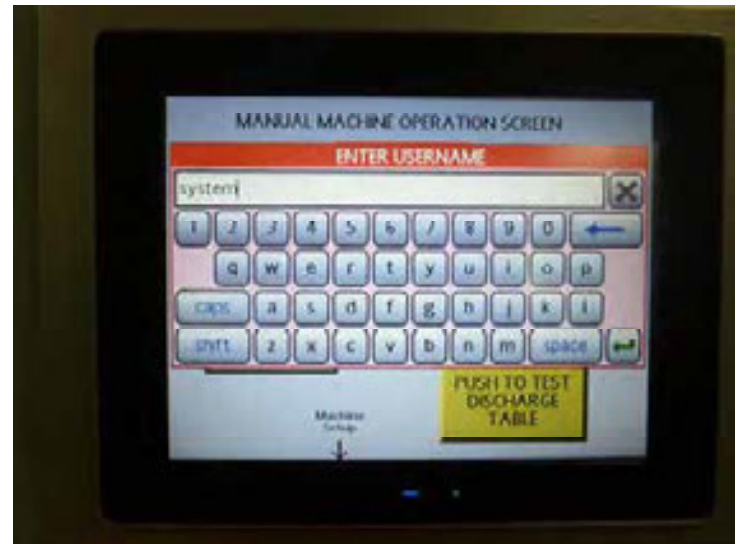 MANUAL MACHINE OPERATION SCREEN
ENTER USERNAME
system
1 2 3 4 5 6 7 8 9 0
q w e r t y u i o p
caps a s d f g h j k l
shift z x c v b n m space
PUSH TO TEST
DISCHARGE
TABLE
Machine
Setup